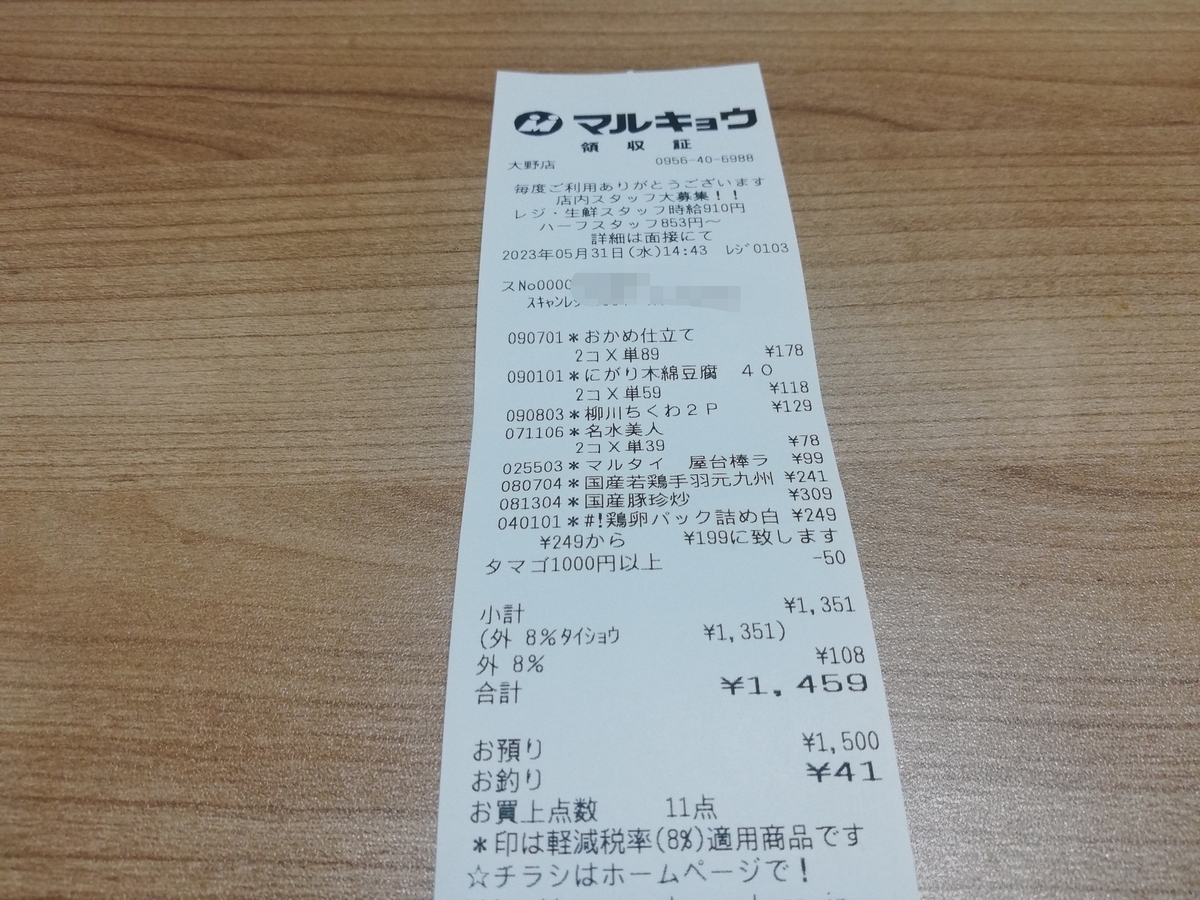 マルキョウ
領収証
大野店 0956-40-6988
毎度ご利用ありがとうございます
店内スタッフ大募集！！
レジ・生鮮スタッフ時給910円
ハーフスタッフ853円〜
詳細は面接にて
2023年05月31日(水)14:43 ﾚｼﾞ0103
スNo0000
ｽｷｬﾝﾚｼ
090701＊おかめ仕立て
2コX単89 ¥178
090101＊にがり木綿豆腐 ４０
2コX単59 ¥118
090803＊柳川ちくわ２Ｐ ¥129
071106＊名水美人
2コX単39 ¥78
025503＊マルタイ 屋台棒ラ ¥99
080704＊国産若鶏手羽元九州 ¥241
081304＊国産豚珍炒 ¥309
040101＊#!鶏卵パック詰め白 ¥249
¥249から ¥199に致します
タマゴ1000円以上 -50
小計 ¥1,351
(外 8%ﾀｲｼｮｳ ¥1,351)
外 8% ¥108
合計 ¥1,459
お預り ¥1,500
お釣り ¥41
お買上点数 11点
＊印は軽減税率(8%)適用商品です
☆チラシはホームページで！